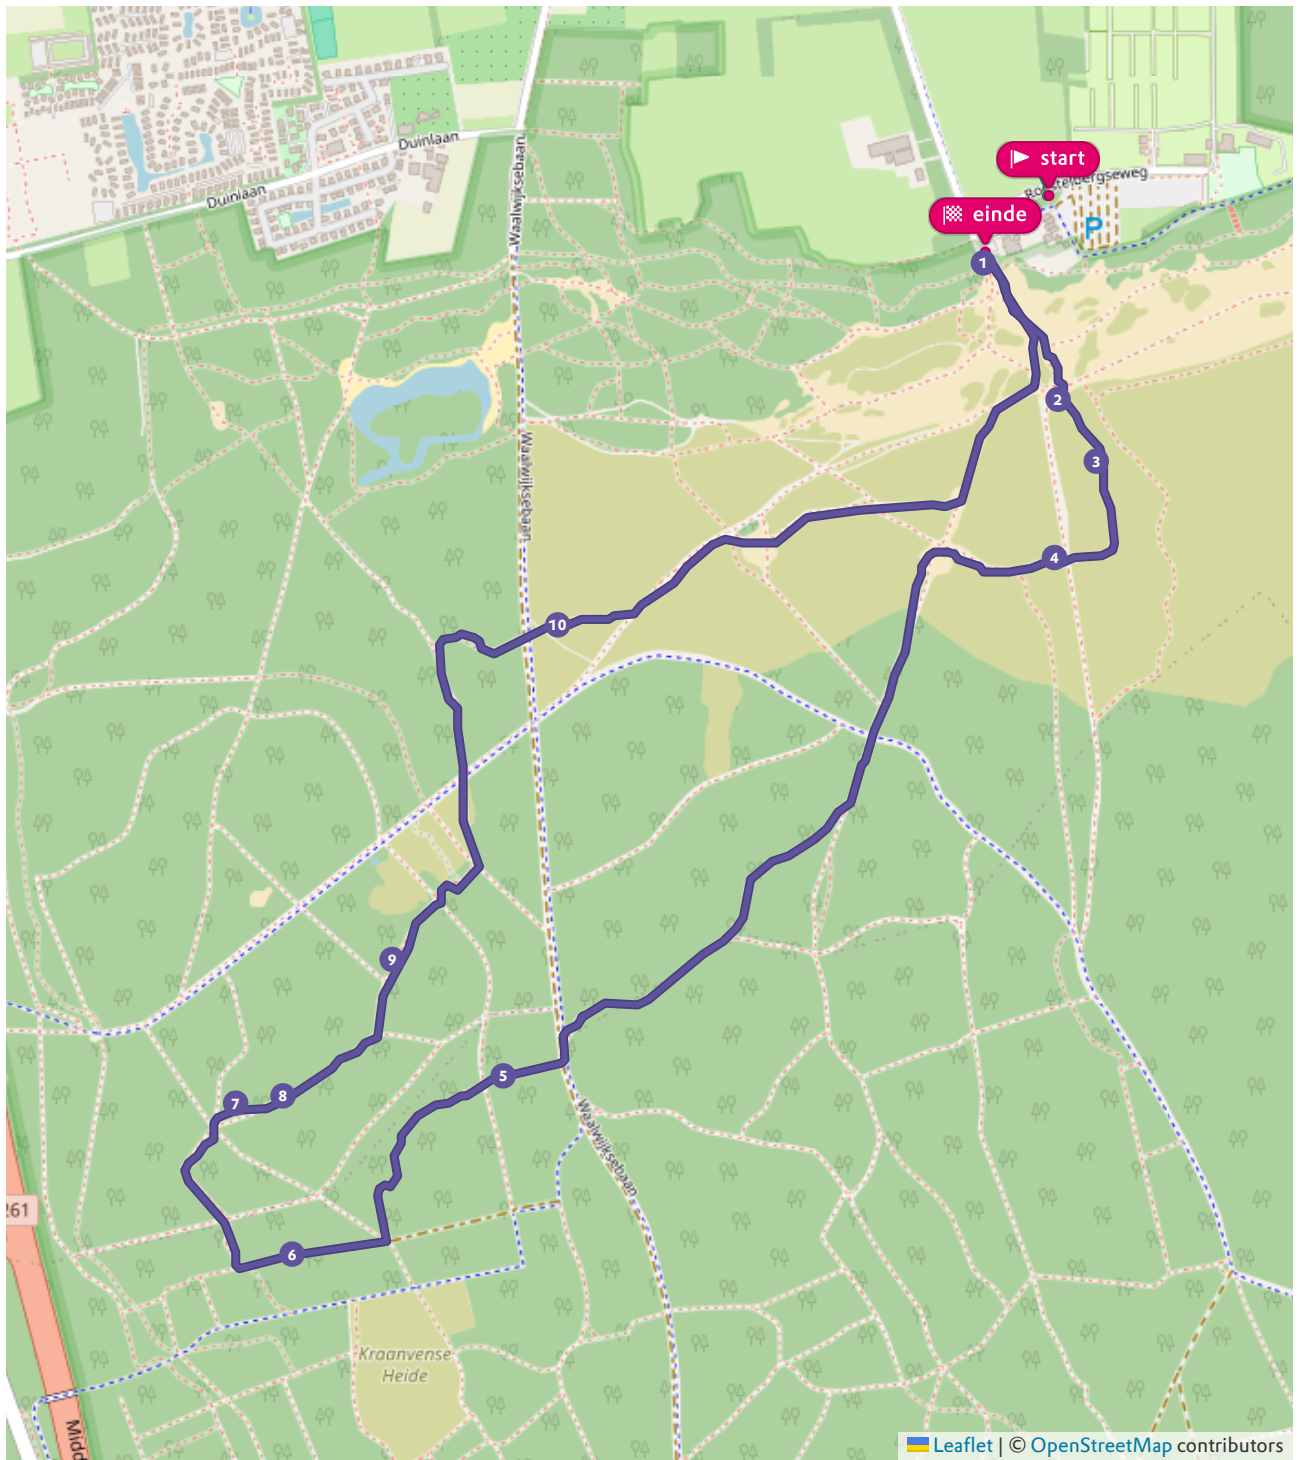 Duinlaan
Duinlaan
Waalwijksebaan
start
P
einde
1
2
3
Waalwijksebaan
4
10
9
5
8
7
Waalwijksebaan
261
6
Kraanvense
Heide
Midd
Leaflet | © OpenStreetMap contributors